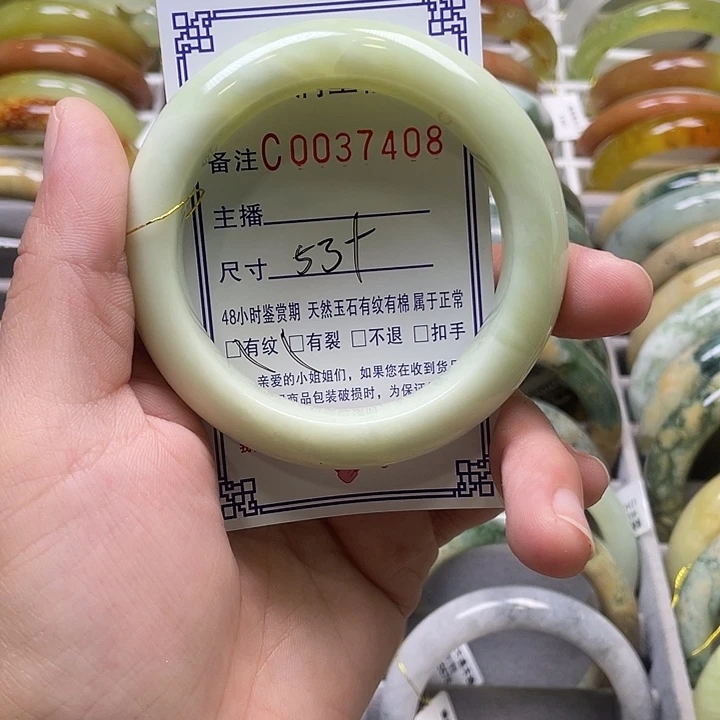 备注C0037408
主播
尺寸 53+
48小时鉴赏期 天然玉石有纹有棉 属于正常
□有纹 □有裂 □不退 □扣手
亲爱的小姐姐们，如果您在收到货
商品包装破损时，为保证